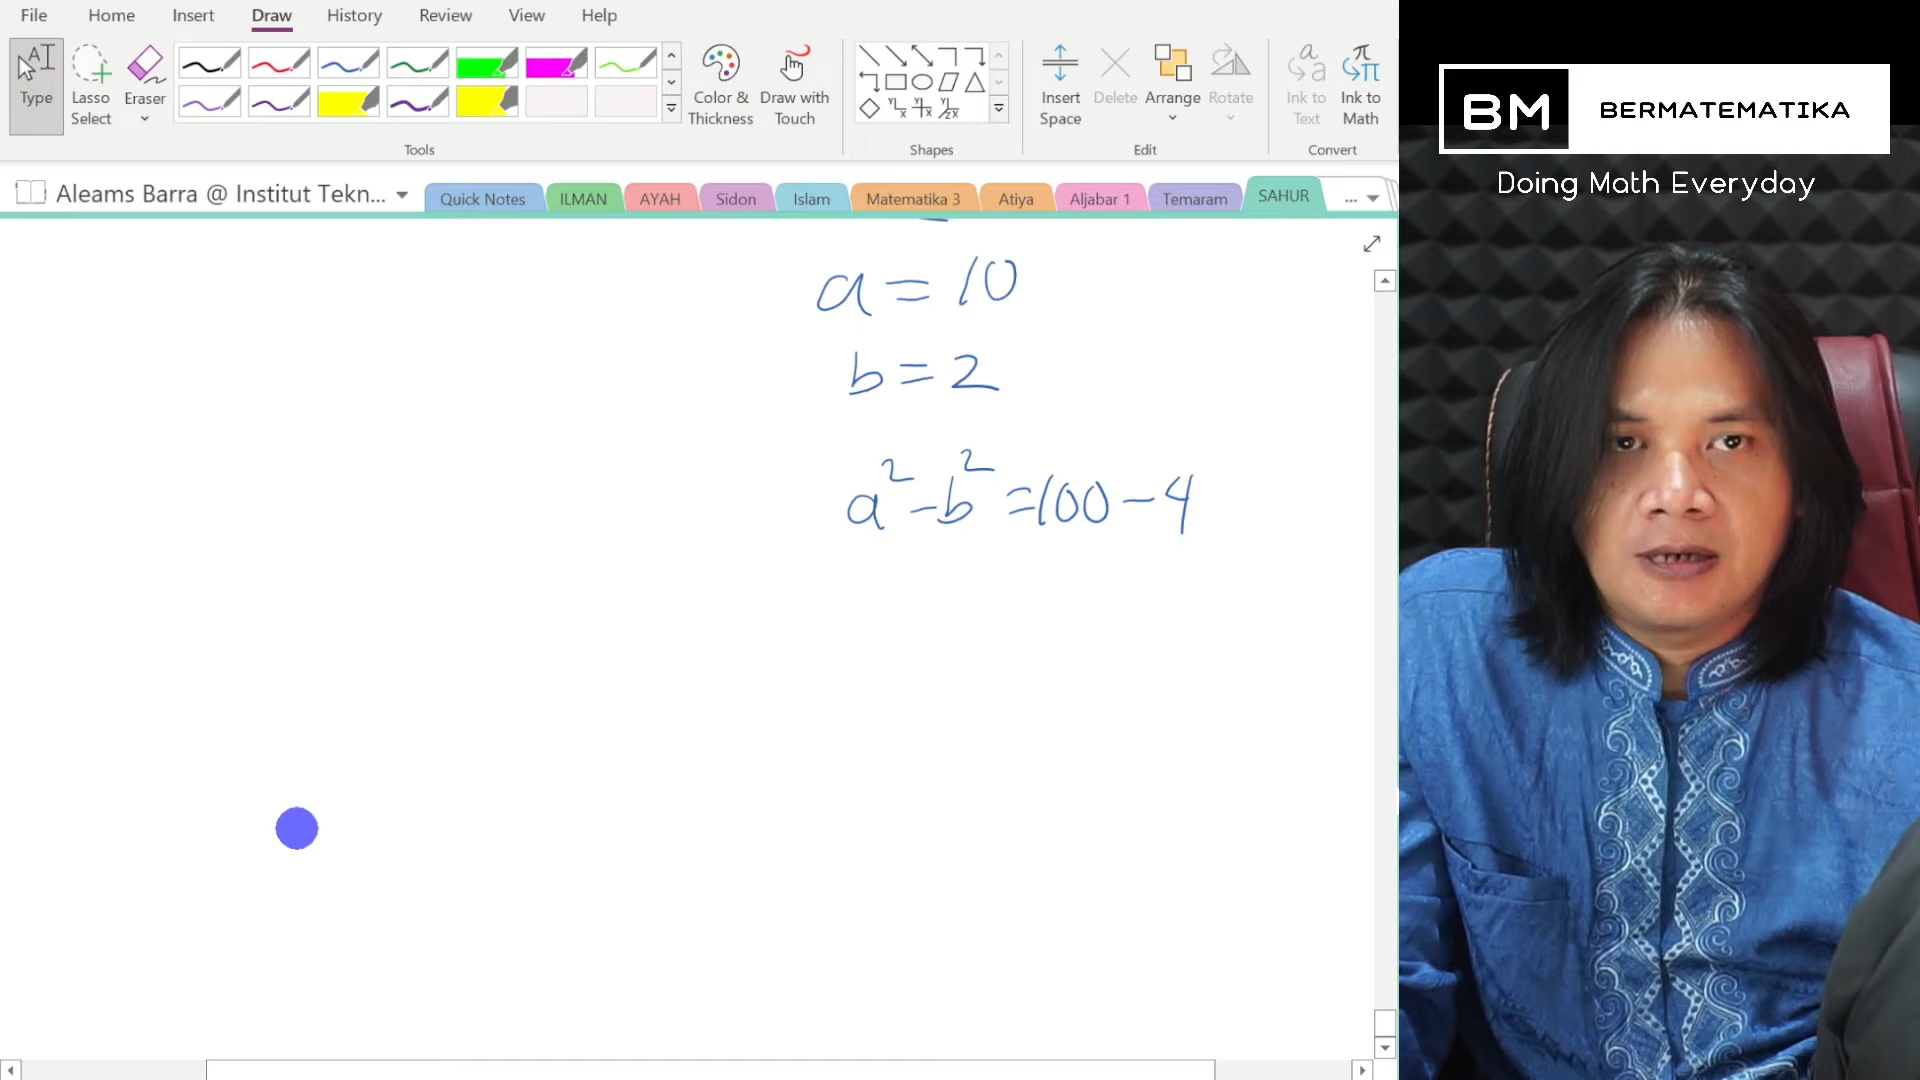 File Home Insert Draw History Review View Help
Type Lasso Select Eraser Color & Thickness Draw with Touch Insert Space Delete Arrange Rotate Ink to Text Ink to Math
Tools Shapes Edit Convert
Aleams Barra @ Institut Tekn... Quick Notes ILMAN AYAH Sidon Islam Matematika 3 Atiya Aljabar 1 Temaram SAHUR ...
a = 10
b = 2
a² - b² = 100 - 4
BM BERMATEMATIKA
Doing Math Everyday